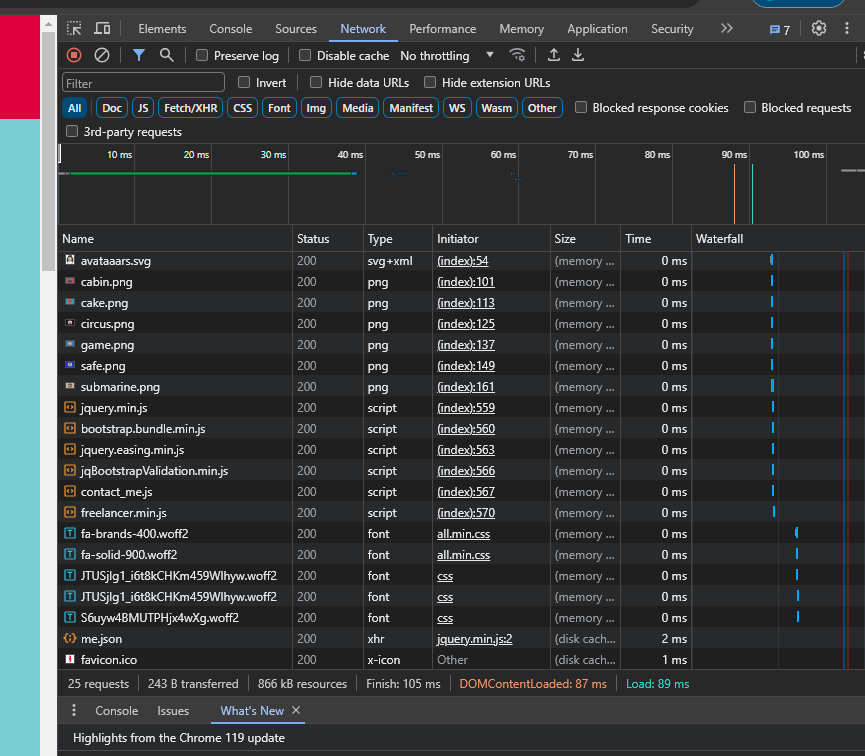 Elements Console Sources Network Performance Memory Application Security 7
Preserve log Disable cache No throttling
Filter Invert Hide data URLs Hide extension URLs
All Doc JS Fetch/XHR CSS Font Img Media Manifest WS Wasm Other Blocked response cookies Blocked requests
3rd-party requests
10 ms 20 ms 30 ms 40 ms 50 ms 60 ms 70 ms 80 ms 90 ms 100 ms
Name Status Type Initiator Size Time Waterfall
avataaars.svg 200 svg+xml (index):54 (memory ... 0 ms
cabin.png 200 png (index):101 (memory ... 0 ms
cake.png 200 png (index):113 (memory ... 0 ms
circus.png 200 png (index):125 (memory ... 0 ms
game.png 200 png (index):137 (memory ... 0 ms
safe.png 200 png (index):149 (memory ... 0 ms
submarine.png 200 png (index):161 (memory ... 0 ms
jquery.min.js 200 script (index):559 (memory ... 0 ms
bootstrap.bundle.min.js 200 script (index):560 (memory ... 0 ms
jquery.easing.min.js 200 script (index):563 (memory ... 0 ms
jqBootstrapValidation.min.js 200 script (index):566 (memory ... 0 ms
contact_me.js 200 script (index):567 (memory ... 0 ms
freelancer.min.js 200 script (index):570 (memory ... 0 ms
fa-brands-400.woff2 200 font all.min.css (memory ... 0 ms
fa-solid-900.woff2 200 font all.min.css (memory ... 0 ms
JTUSjIg1_i6t8kCHKm459Wlhyw.woff2 200 font css (memory ... 0 ms
JTUSjIg1_i6t8kCHKm459Wlhyw.woff2 200 font css (memory ... 0 ms
S6uyw4BMUTPHjx4wXg.woff2 200 font css (memory ... 0 ms
me.json 200 xhr jquery.min.js:2 (disk cach... 2 ms
favicon.ico 200 x-icon Other (disk cach... 1 ms
25 requests 243 B transferred 866 kB resources Finish: 105 ms DOMContentLoaded: 87 ms Load: 89 ms
Console Issues What's New
Highlights from the Chrome 119 update